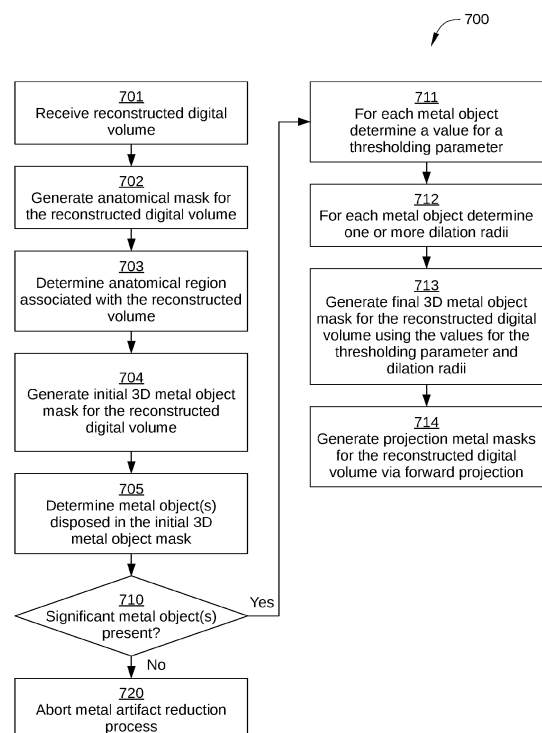 700
701
Receive reconstructed digital
volume
702
Generate anatomical mask for
the reconstructed digital volume
703
Determine anatomical region
associated with the reconstructed
volume
704
Generate initial 3D metal object
mask for the reconstructed
digital volume
705
Determine metal object(s)
disposed in the initial 3D
metal object mask
710
Significant metal object(s)
present?
Yes
No
720
Abort metal artifact reduction
process
711
For each metal object
determine a value for a
thresholding parameter
712
For each metal object determine
one or more dilation radii
713
Generate final 3D metal object
mask for the reconstructed digital
volume using the values for the
thresholding parameter and
dilation radii
714
Generate projection metal masks
for the reconstructed digital
volume via forward projection